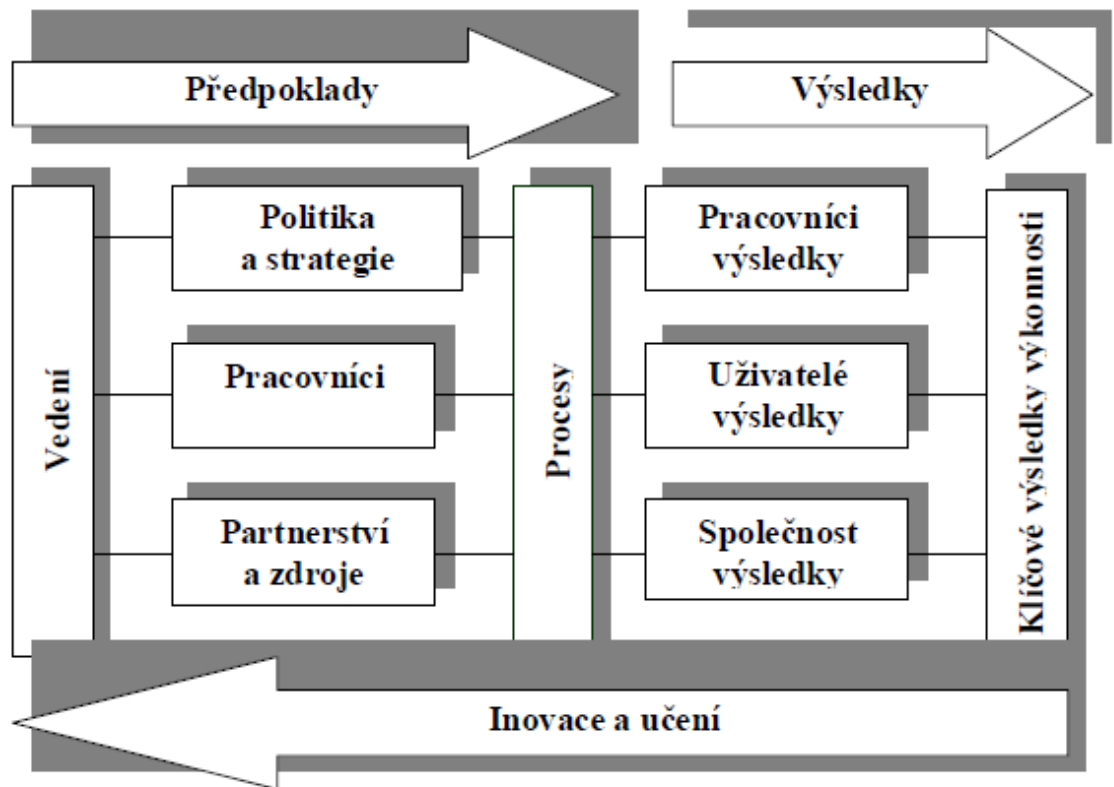 Předpoklady
Výsledky
Vedení
Politika
a strategie
Pracovníci
Partnerství
a zdroje
Procesy
Pracovníci
výsledky
Uživatelé
výsledky
Společnost
výsledky
Klíčové výsledky výkonnosti
Inovace a učení